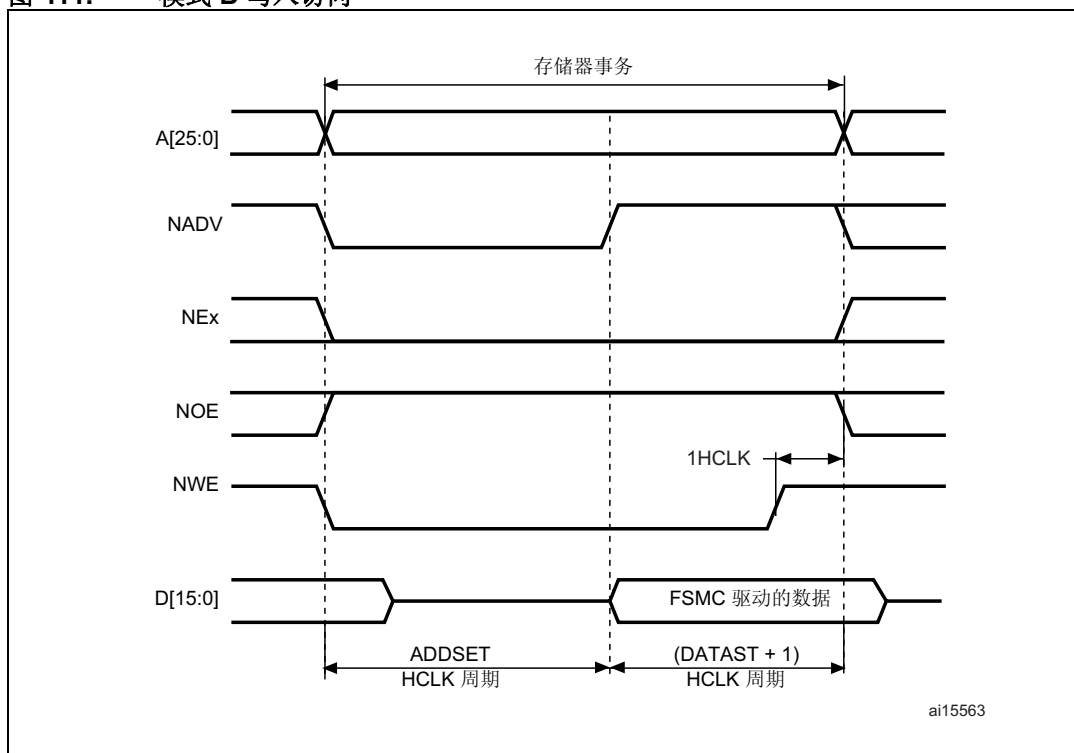 存储器事务
A[25:0]
NADV
NEx
NOE
1HCLK
NWE
D[15:0]
FSMC 驱动的数据
ADDSET
HCLK 周期
(DATAST + 1)
HCLK 周期
ai15563